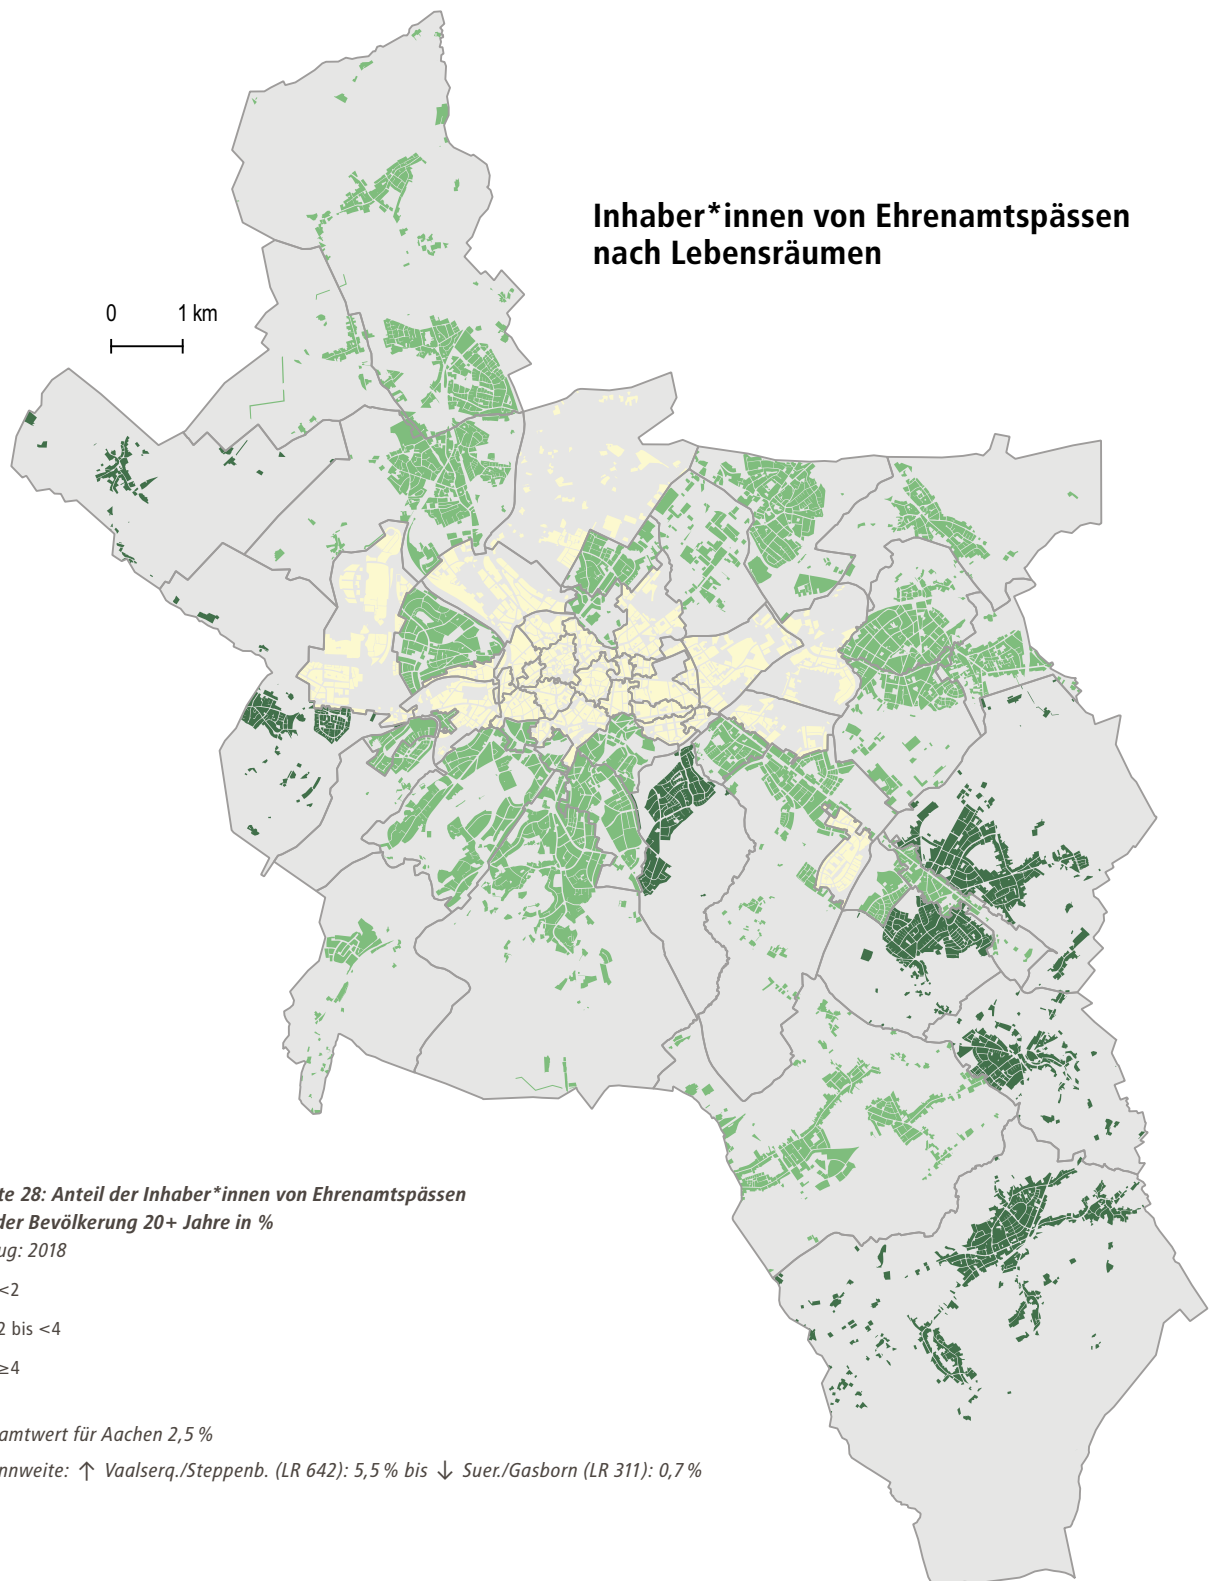 Inhaber*innen von Ehrenamtspässen
nach Lebensräumen
0 1 km
te 28: Anteil der Inhaber*innen von Ehrenamtspässen
der Bevölkerung 20+ Jahre in %
ug: 2018
<2
2 bis <4
≥4
amtwert für Aachen 2,5 %
nnweite: ↑ Vaalserq./Steppenb. (LR 642): 5,5 % bis ↓ Suer./Gasborn (LR 311): 0,7 %